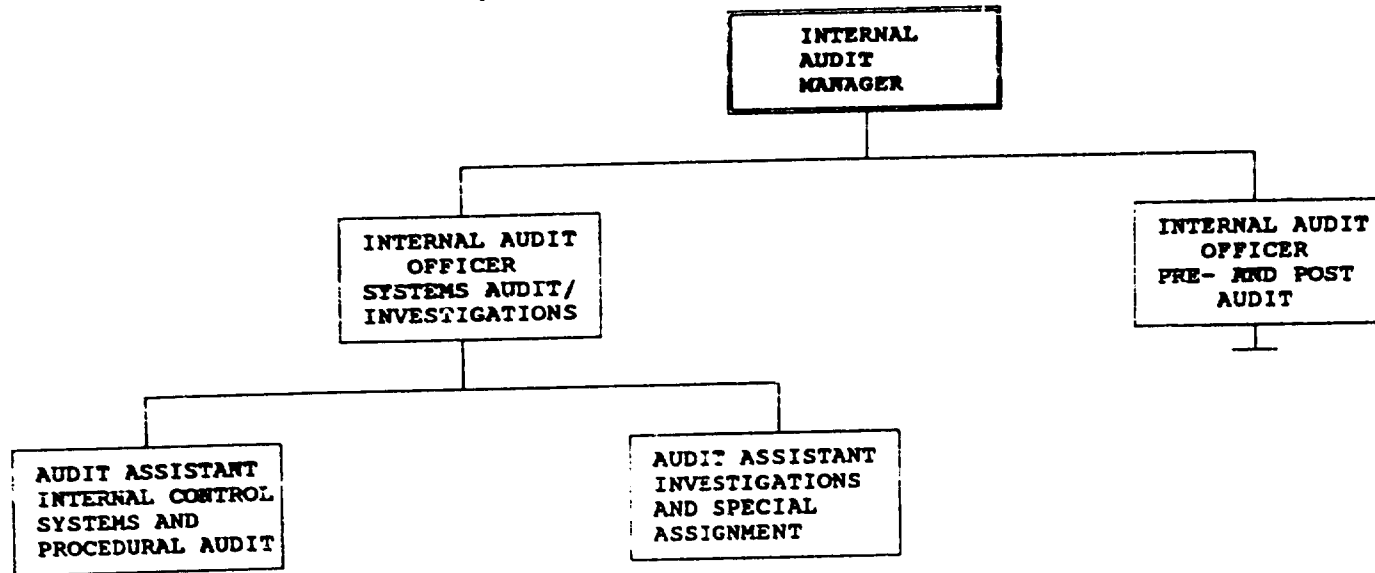 INTERNAL
AUDIT
MANAGER
INTERNAL AUDIT
OFFICER
SYSTEMS AUDIT/
INVESTIGATIONS
INTERNAL AUDIT
OFFICER
PRE- AND POST
AUDIT
AUDIT ASSISTANT
INTERNAL CONTROL
SYSTEMS AND
PROCEDURAL AUDIT
AUDIT ASSISTANT
INVESTIGATIONS
AND SPECIAL
ASSIGNMENT